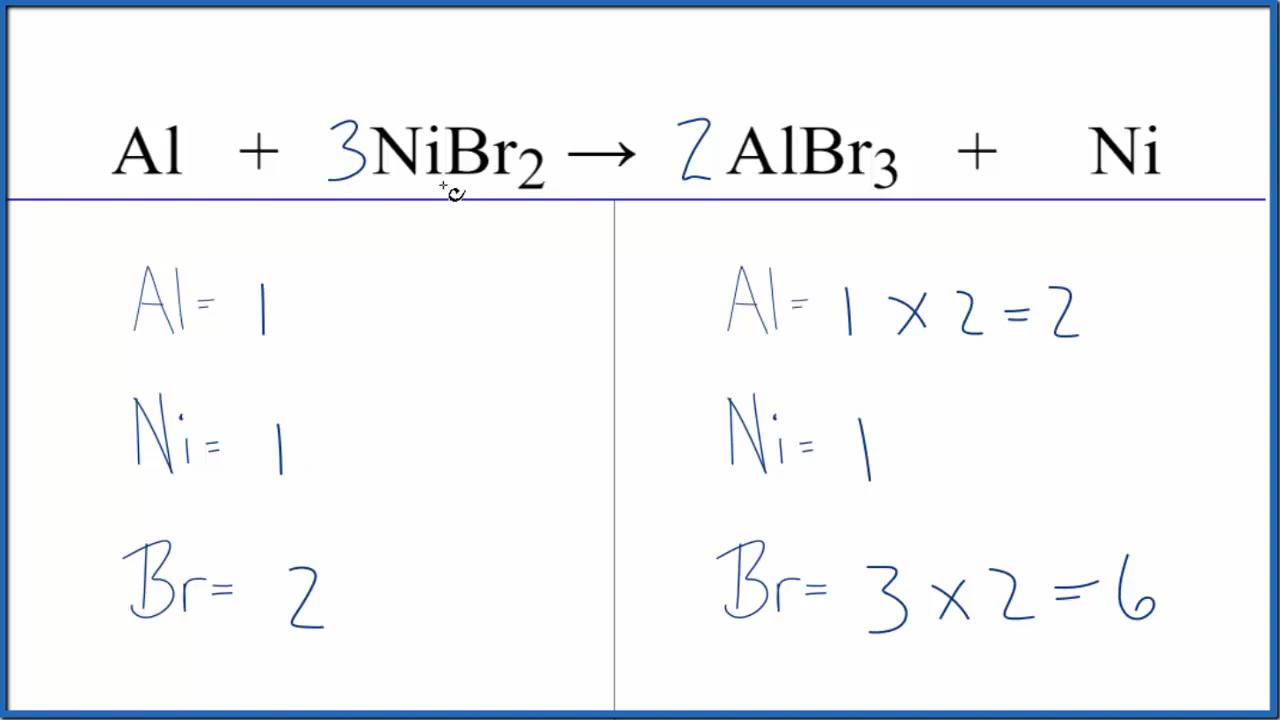 Al + 3NiBr₂ → 2AlBr₃ + Ni
Al = 1
Ni = 1
Br = 2
Al = 1 x 2 = 2
Ni = 1
Br = 3 x 2 = 6